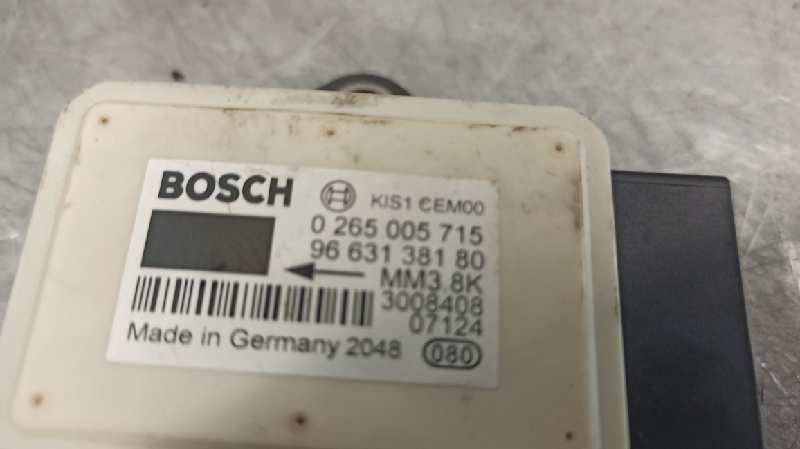 BOSCH KIS1 CEM00
0 265 005 715
96 631 381 80
MM3.8K
3008408
07124
Made in Germany 2048 080